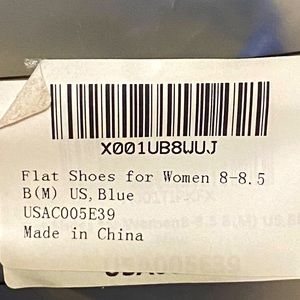 X001UB8WUJ
Flat Shoes for Women 8-8.5
B(M) US, Blue
USAC005E39
Made in China